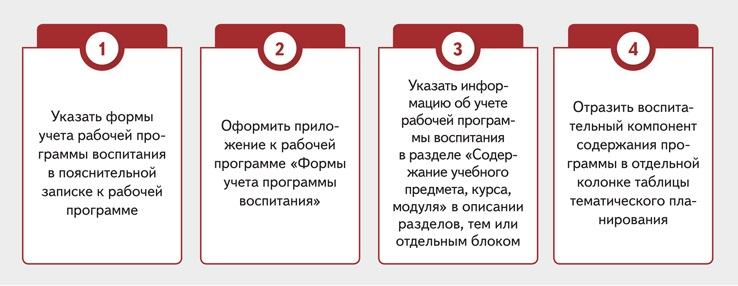 1
Указать формы
учета рабочей про-
граммы воспитания
в пояснительной
записке к рабочей
программе
2
Оформить прило-
жение к рабочей
программе «Формы
учета программы
воспитания»
3
Указать инфор-
мацию об учете
рабочей програм-
мы воспитания
в разделе «Содер-
жание учебного
предмета, курса,
модуля» в описании
разделов, тем или
отдельным блоком
4
Отразить воспита-
тельный компонент
содержания про-
граммы в отдельной
колонке таблицы
тематического пла-
нирования